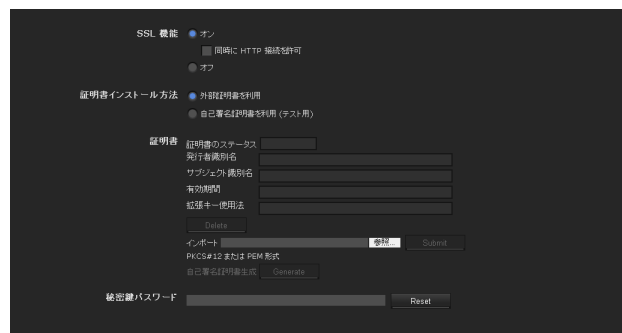 SSL 機能 オン
同時に HTTP 接続を許可
オフ
証明書インストール方法 外部証明書を利用
自己署名証明書を利用 (テスト用)
証明書 証明書のステータス
発行者識別名
サブジェクト識別名
有効期間
拡張キー使用法
Delete
インポート 参照... Submit
PKCS#12 または PEM 形式
自己署名証明書生成 Generate
秘密鍵パスワード Reset